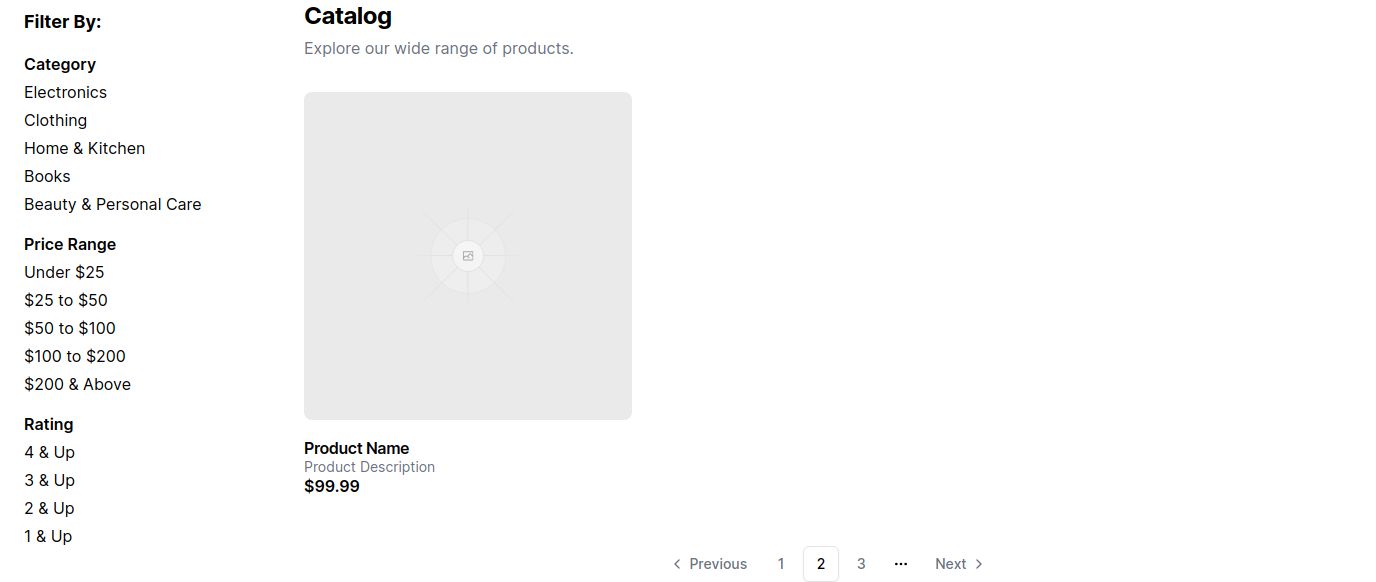 Filter By:
Category
Electronics
Clothing
Home & Kitchen
Books
Beauty & Personal Care
Price Range
Under $25
$25 to $50
$50 to $100
$100 to $200
$200 & Above
Rating
4 & Up
3 & Up
2 & Up
1 & Up
Catalog
Explore our wide range of products.
Product Name
Product Description
$99.99
Previous 1 2 3 ... Next